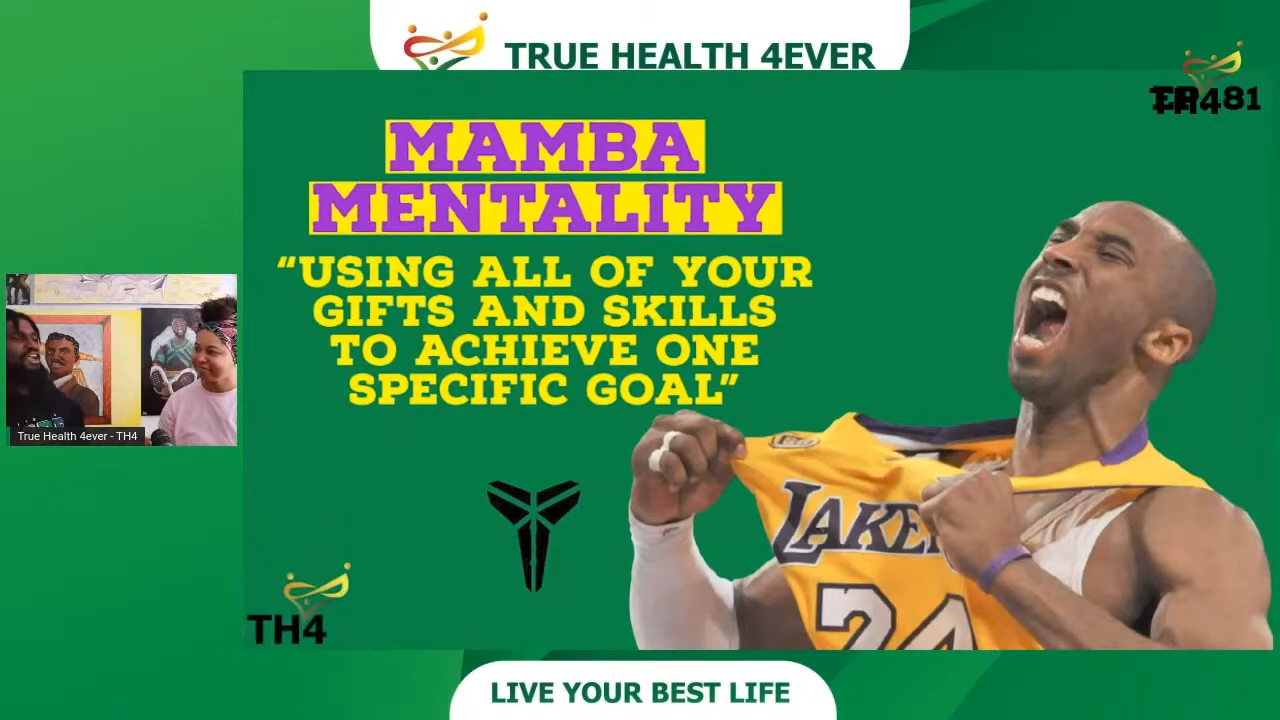 TRUE HEALTH 4EVER
MAMBA
MENTALITY
“USING ALL OF YOUR
GIFTS AND SKILLS
TO ACHIEVE ONE
SPECIFIC GOAL”
True Health 4ever - TH4
LAKE
24
TH4
LIVE YOUR BEST LIFE